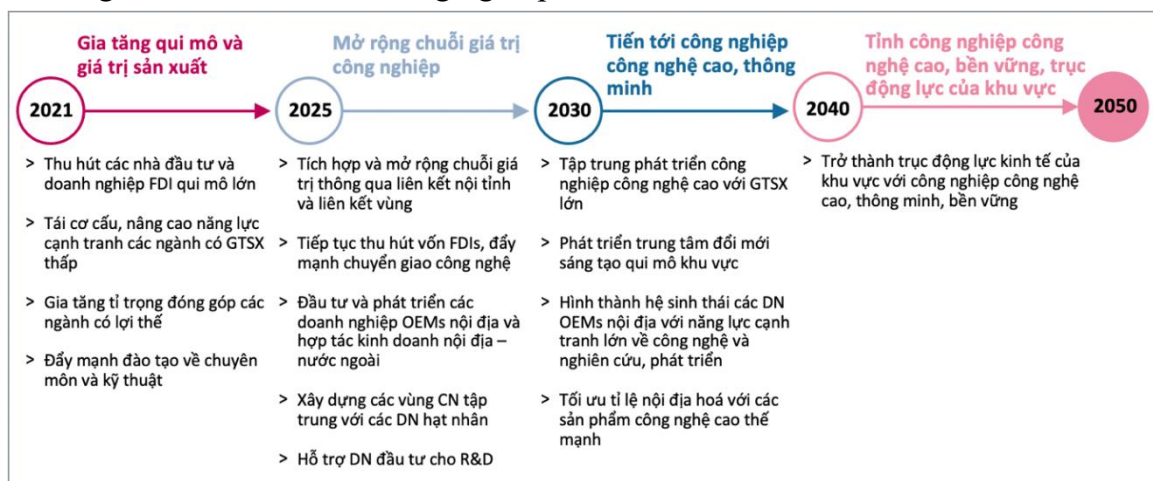 Gia tăng qui mô và
giá trị sản xuất
Mở rộng chuỗi giá trị
công nghiệp
Tiến tới công nghiệp
công nghệ cao, thông
minh
Tỉnh công nghiệp công
nghệ cao, bền vững, trục
động lực của khu vực
2021
2025
2030
2040
2050
> Thu hút các nhà đầu tư và
doanh nghiệp FDI qui mô lớn
> Tái cơ cấu, nâng cao năng lực
cạnh tranh các ngành có GTSX
thấp
> Gia tăng tỉ trọng đóng góp các
ngành có lợi thế
> Đẩy mạnh đào tạo về chuyên
môn và kỹ thuật
> Tích hợp và mở rộng chuỗi giá
trị thông qua liên kết nội tỉnh
và liên kết vùng
> Tiếp tục thu hút vốn FDIs, đẩy
mạnh chuyển giao công nghệ
> Đầu tư và phát triển các
doanh nghiệp OEMs nội địa và
hợp tác kinh doanh nội địa –
nước ngoài
> Xây dựng các vùng CN tập
trung với các DN hạt nhân
> Hỗ trợ DN đầu tư cho R&D
> Tập trung phát triển công
nghiệp công nghệ cao với GTSX
lớn
> Phát triển trung tâm đổi mới
sáng tạo qui mô khu vực
> Hình thành hệ sinh thái các DN
OEMs nội địa với năng lực cạnh
tranh lớn về công nghệ và
nghiên cứu, phát triển
> Tối ưu tỉ lệ nội địa hoá với các
sản phẩm công nghệ cao thế
mạnh
> Trở thành trục động lực kinh tế của
khu vực với công nghiệp công nghệ
cao, thông minh, bền vững